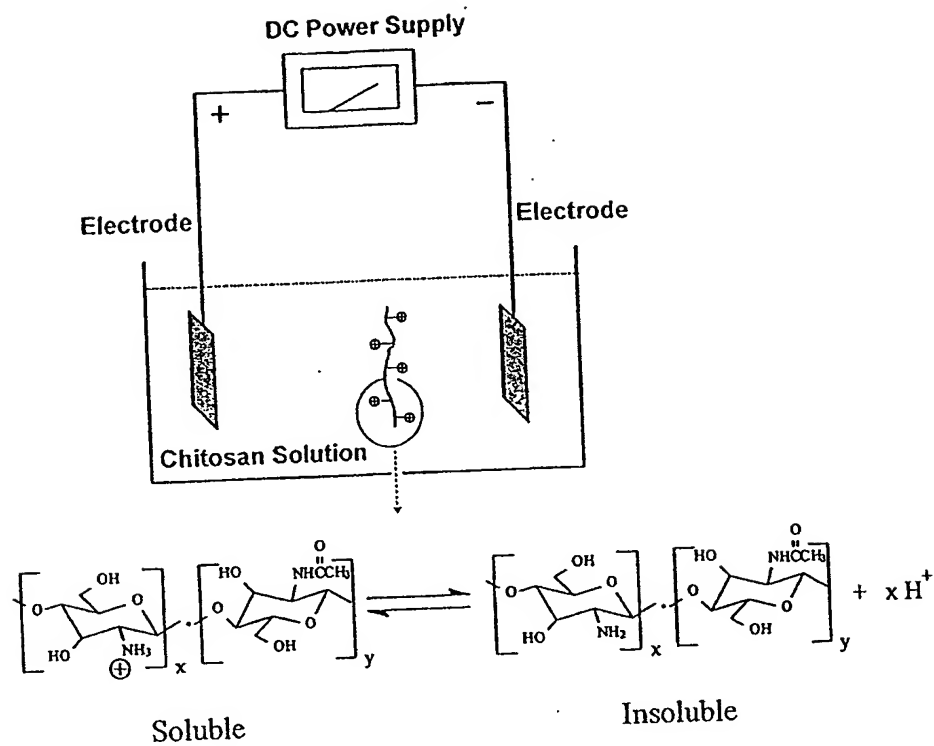 DC Power Supply
+ −
Electrode
Electrode
⊕
⊕
⊕
⊕
⊕
Chitosan Solution
OH
O
O
HO
NH₃
⊕
x
O
O
NHCCH₃
HO
O
OH
y
OH
O
O
HO
NH₂
x
O
O
NHCCH₃
HO
O
OH
y
+ x H⁺
Soluble
Insoluble